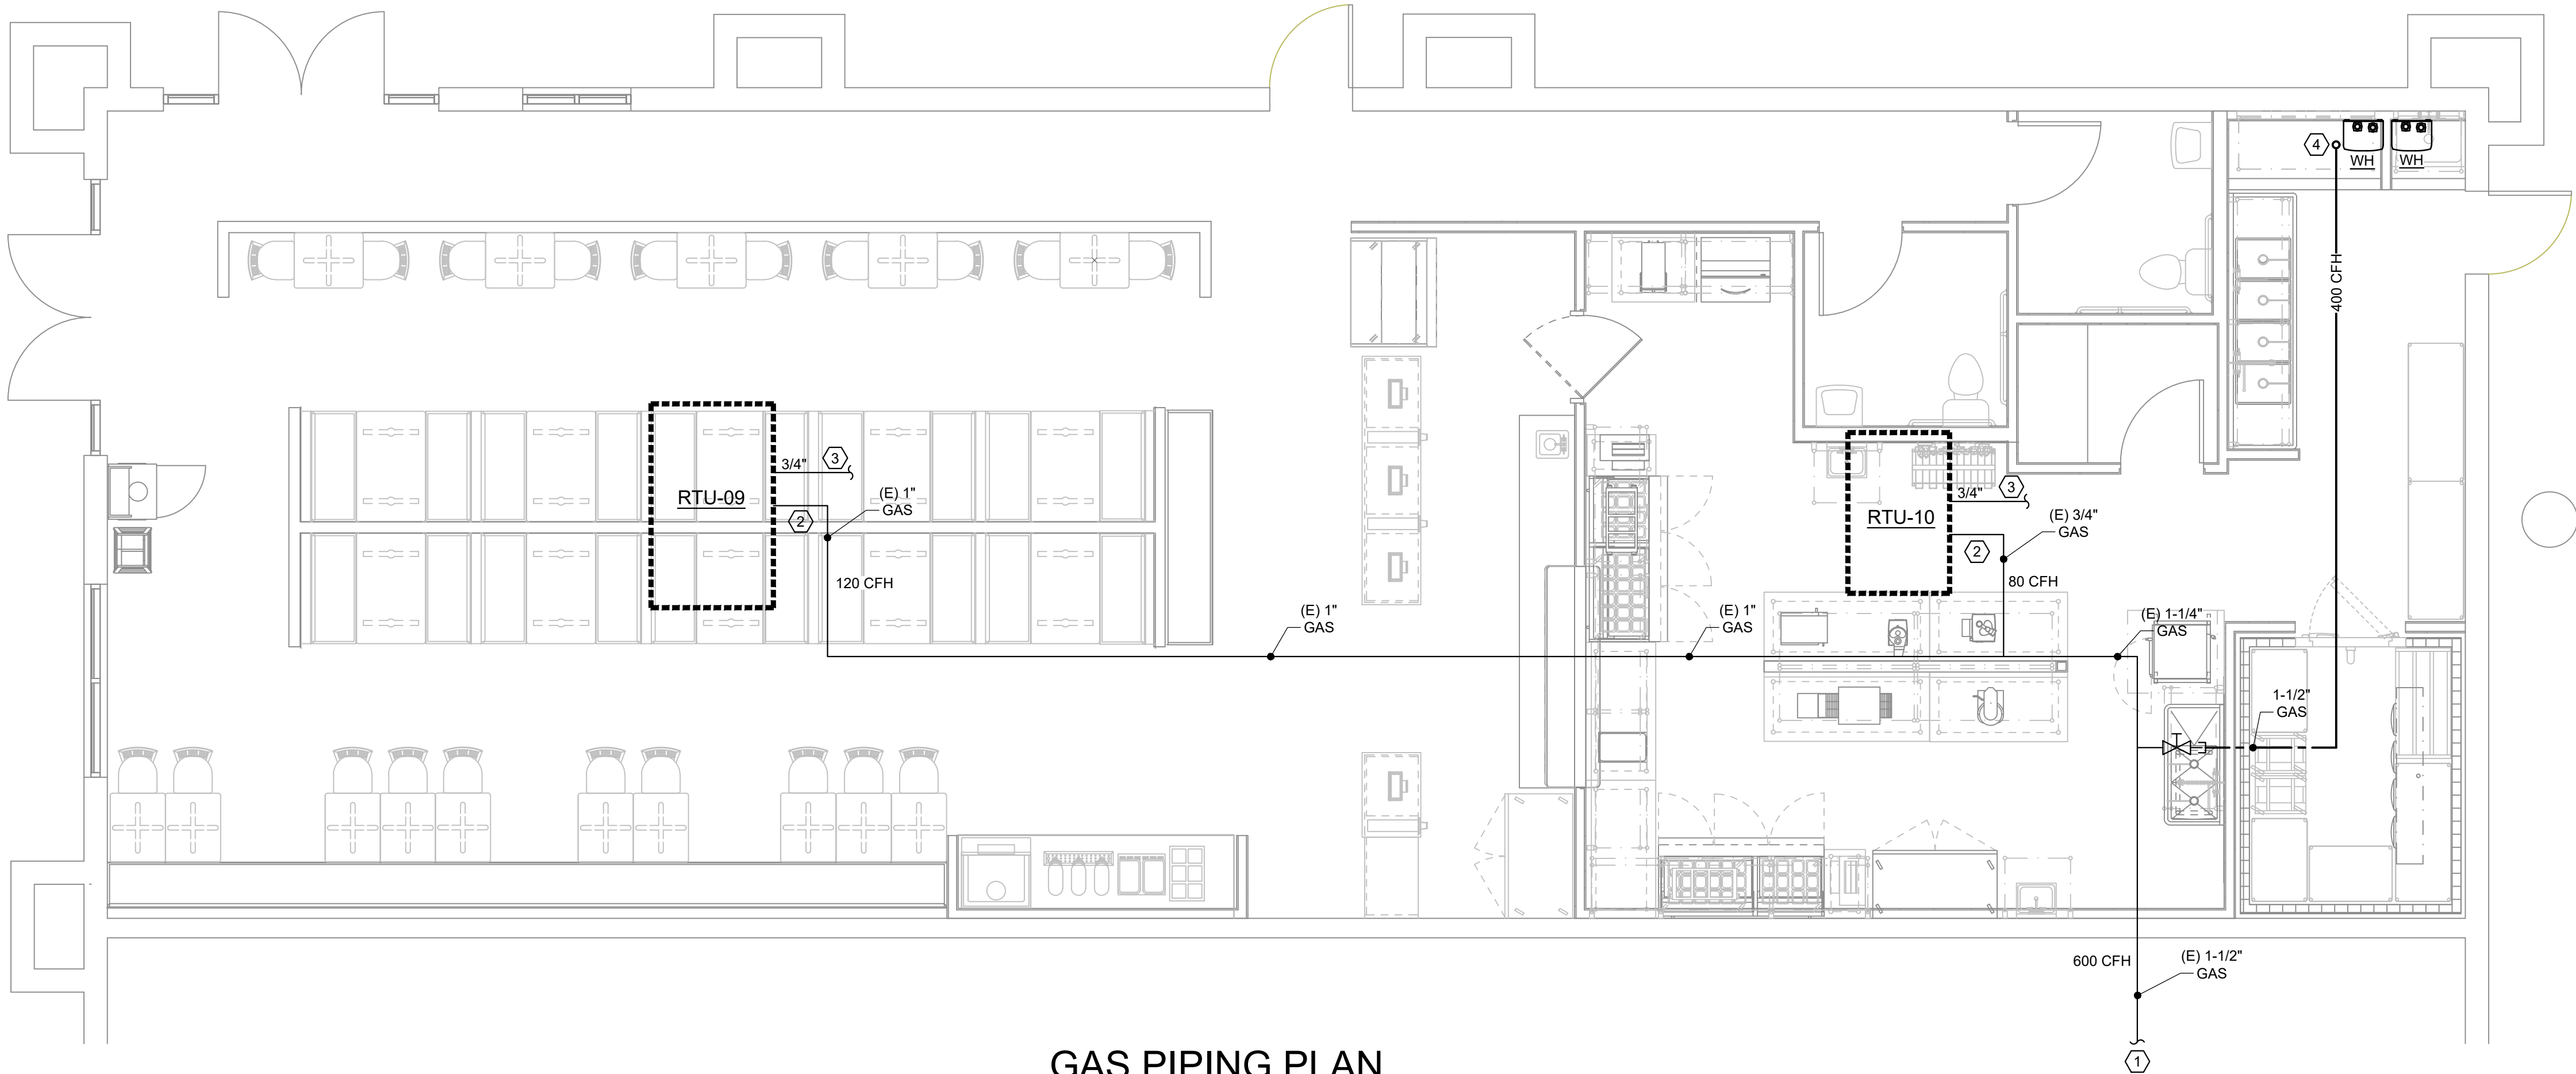 4
WH
WH
400 CFH
3/4"
3
RTU-09
(E) 1"
GAS
2
120 CFH
3/4"
3
RTU-10
(E) 3/4"
GAS
2
80 CFH
(E) 1"
GAS
(E) 1"
GAS
(E) 1-1/4"
GAS
1-1/2"
GAS
600 CFH
(E) 1-1/2"
GAS
1
GAS PIPING PLAN